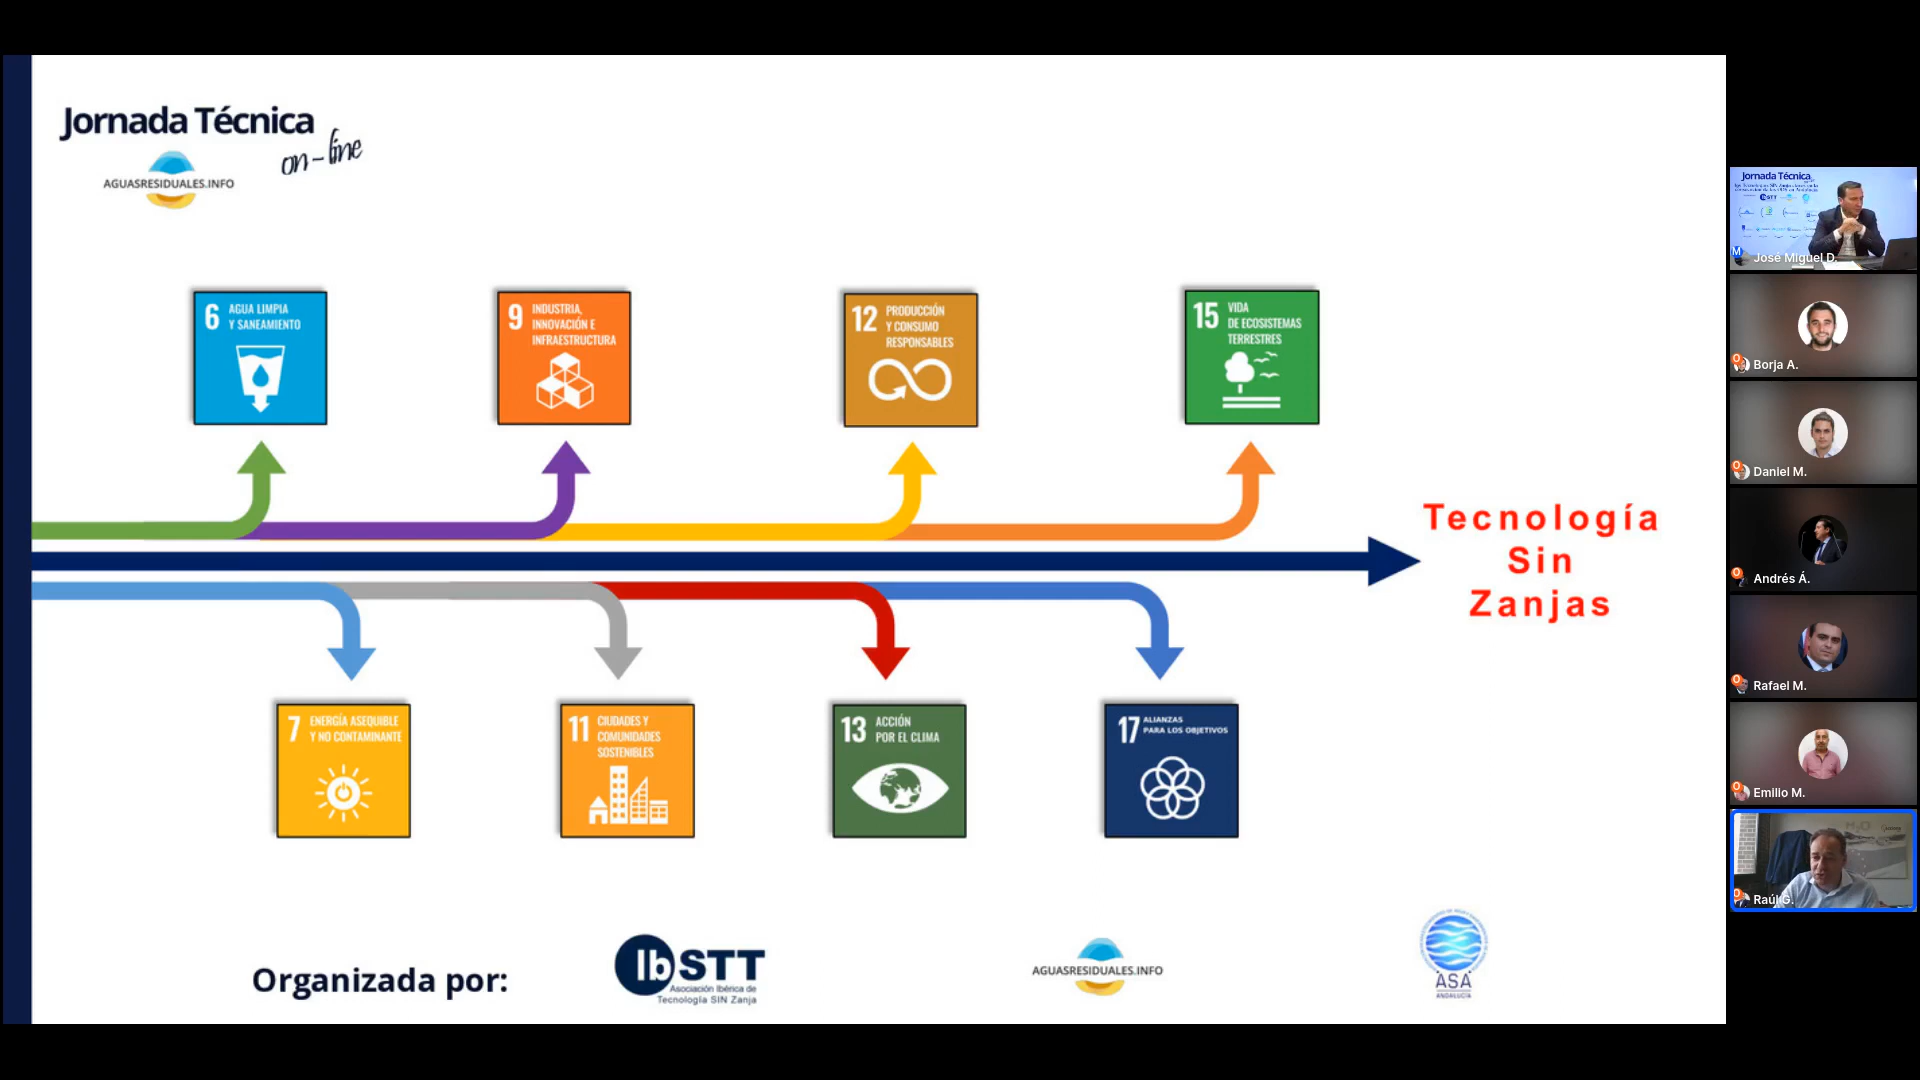 Jornada Técnica
on-line
AGUASRESIDUALES.INFO
6 AGUA LIMPIA
Y SANEAMIENTO
9 INDUSTRIA,
INNOVACIÓN E
INFRAESTRUCTURA
12 PRODUCCIÓN
Y CONSUMO
RESPONSABLES
15 VIDA
DE ECOSISTEMAS
TERRESTRES
Tecnología
Sin
Zanjas
7 ENERGÍA ASEQUIBLE
Y NO CONTAMINANTE
11 CIUDADES Y
COMUNIDADES
SOSTENIBLES
13 ACCIÓN
POR EL CLIMA
17 ALIANZAS
PARA LOS OBJETIVOS
Organizada por:
IbSTT
Asociación Ibérica de
Tecnología SIN Zanja
AGUASRESIDUALES.INFO
ASA
ANDALUCÍA
Jornada Técnica
IbSTT
M
José Miguel D.
O
Borja A.
O
Daniel M.
O
Andrés Á.
O
Rafael M.
O
Emilio M.
H2O
O
Raúl G.